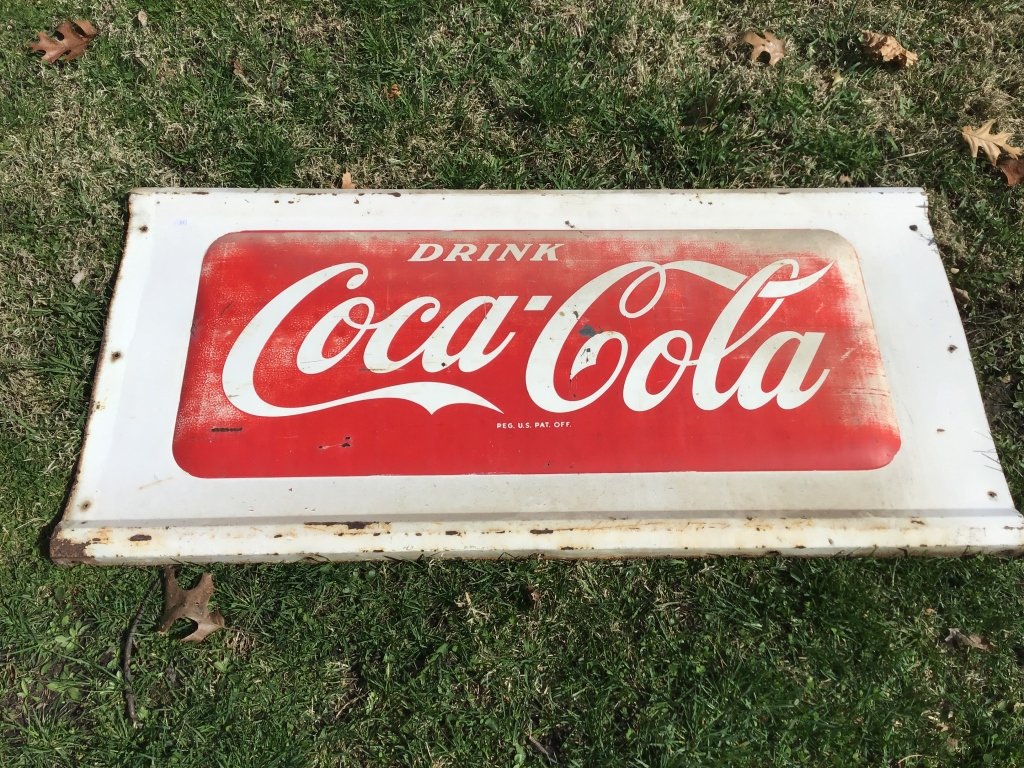 DRINK
Coca-Cola
REG. U.S. PAT. OFF.